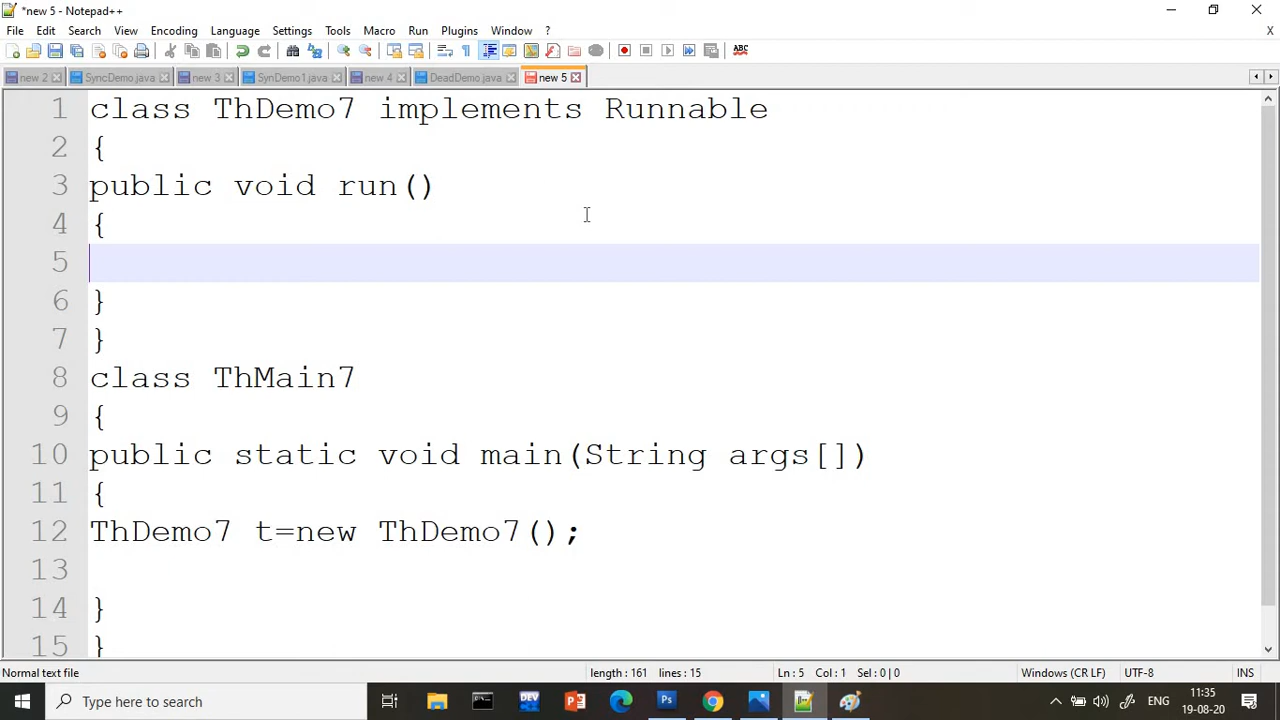 *new 5 - Notepad++
File Edit Search View Encoding Language Settings Tools Macro Run Plugins Window ?
X
ABC
new 2 SyncDemo.java new 3 SynDemo1.java new 4 DeadDemo.java new 5
1 class ThDemo7 implements Runnable
2 {
3 public void run()
4 {
5
6 }
7 }
8 class ThMain7
9 {
10 public static void main(String args[])
11 {
12 ThDemo7 t=new ThDemo7();
13
14 }
15 }
Normal text file length : 161 lines : 15 Ln : 5 Col : 1 Sel : 0 | 0 Windows (CR LF) UTF-8 INS
Type here to search DEV P Ps ENG 11:35
19-08-20